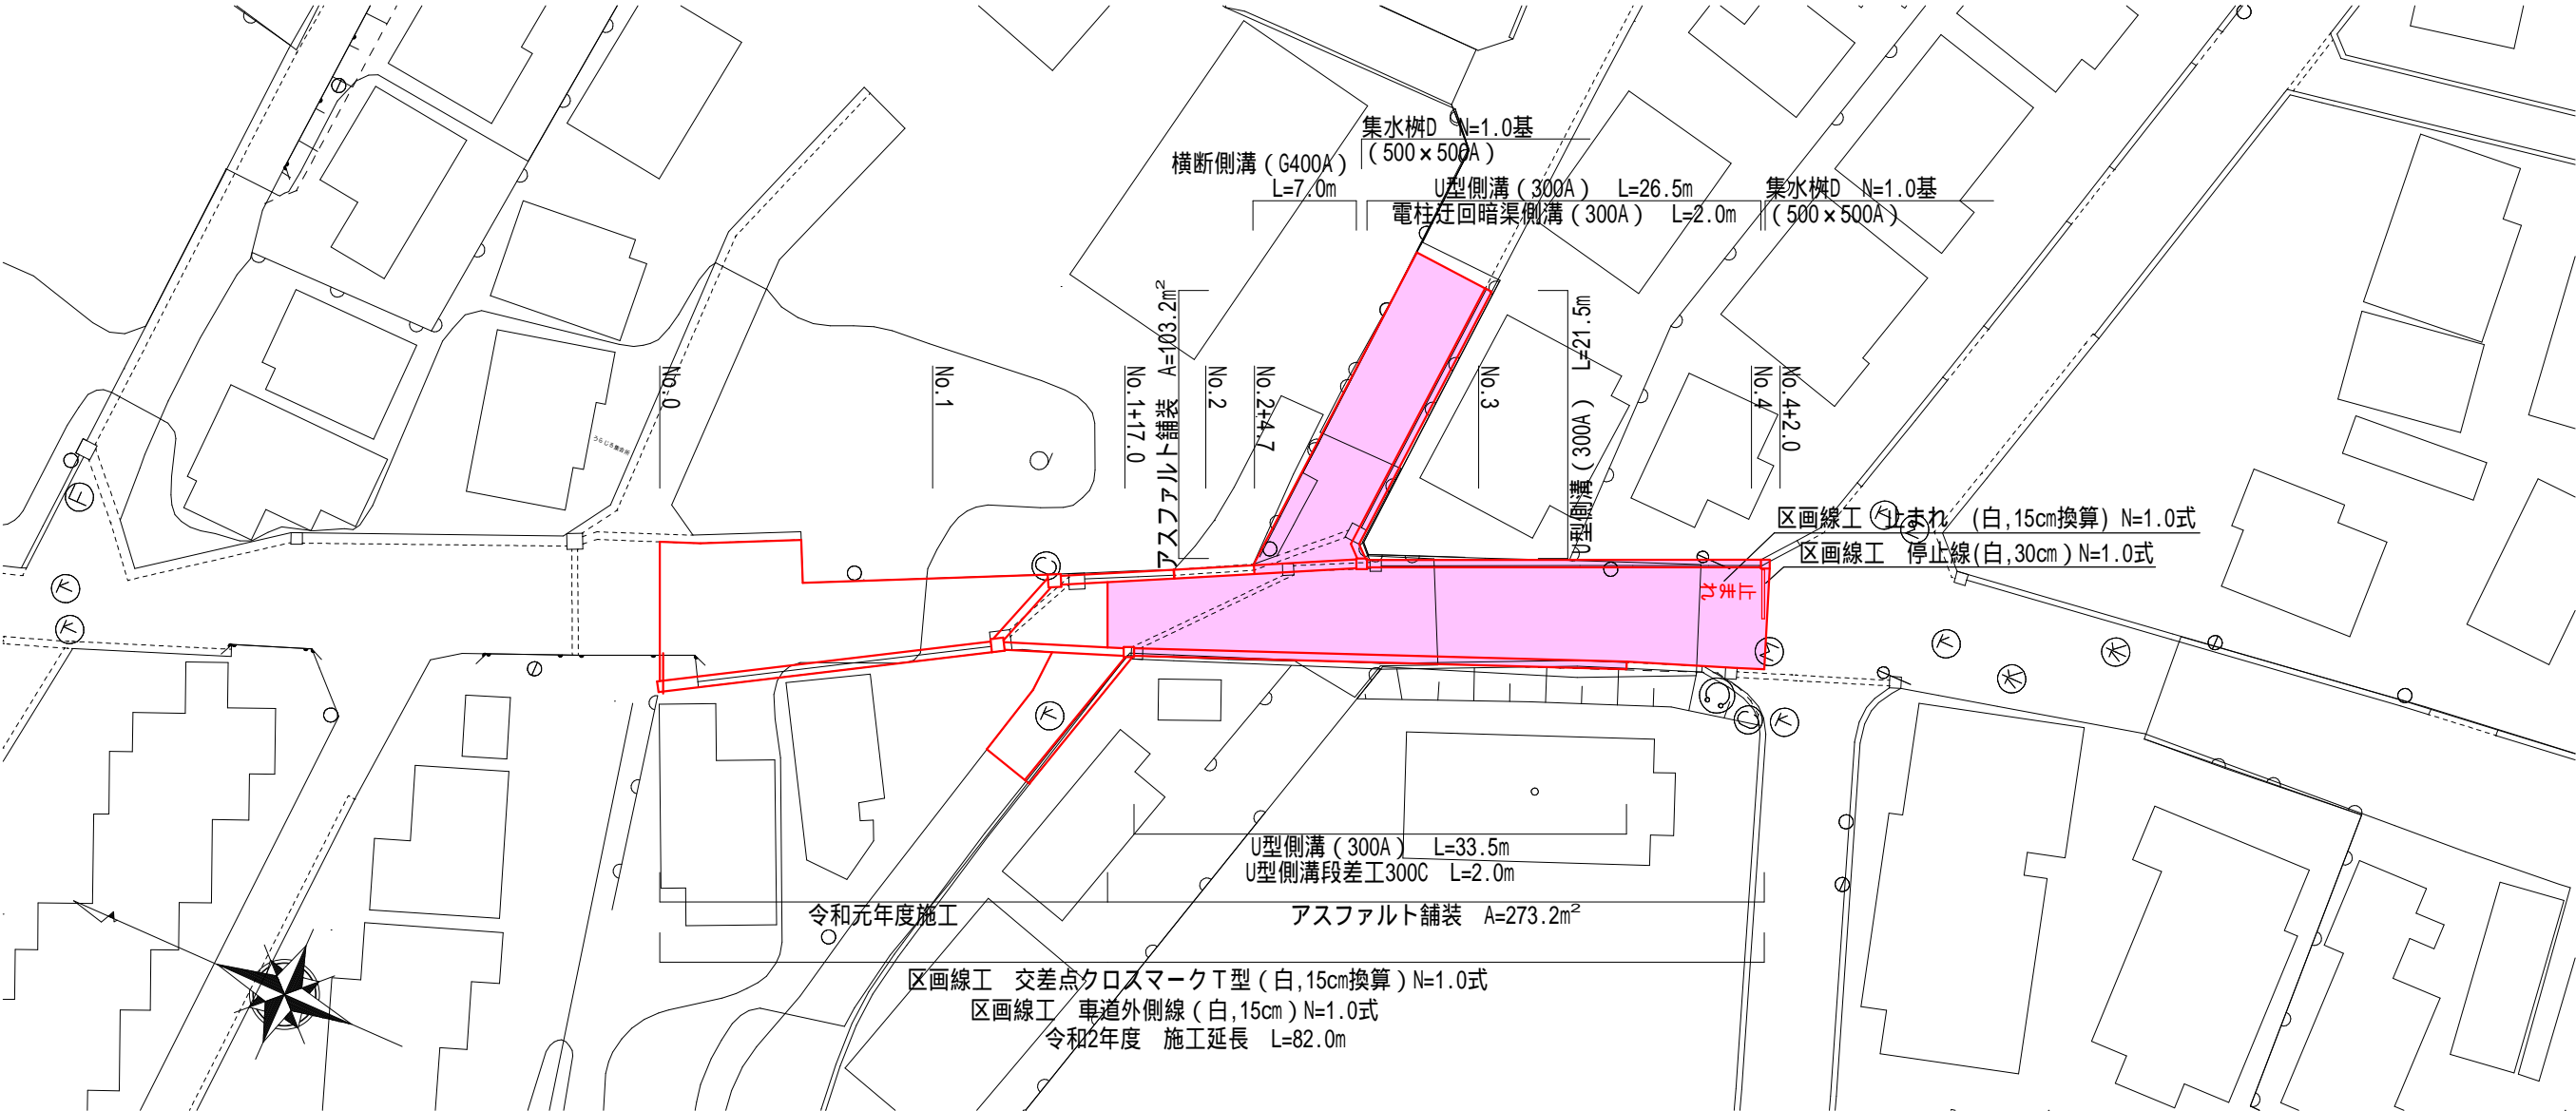 集水桝D　N=1.0基
（500×500A）
横断側溝（G400A）
L=7.0m
U型側溝（300A）　L=26.5m
電柱迂回暗渠側溝（300A）　L=2.0m
集水桝D　N=1.0基
（500×500A）
アスファルト舗装　A=103.2m²
U型側溝（300A）　L=21.5m
No.0
No.1
No.1+17.0
No.2
No.2+4.7
No.3
No.4
No.4+2.0
区画線工　止まれ　(白,15cm換算) N=1.0式
区画線工　停止線(白,30cm）N=1.0式
止まれ
U型側溝（300A）　L=33.5m
U型側溝段差工300C　L=2.0m
令和元年度施工
アスファルト舗装　A=273.2m²
区画線工　交差点クロスマークＴ型（白,15cm換算）N=1.0式
区画線工　車道外側線（白,15cm）N=1.0式
令和2年度　施工延長　L=82.0m